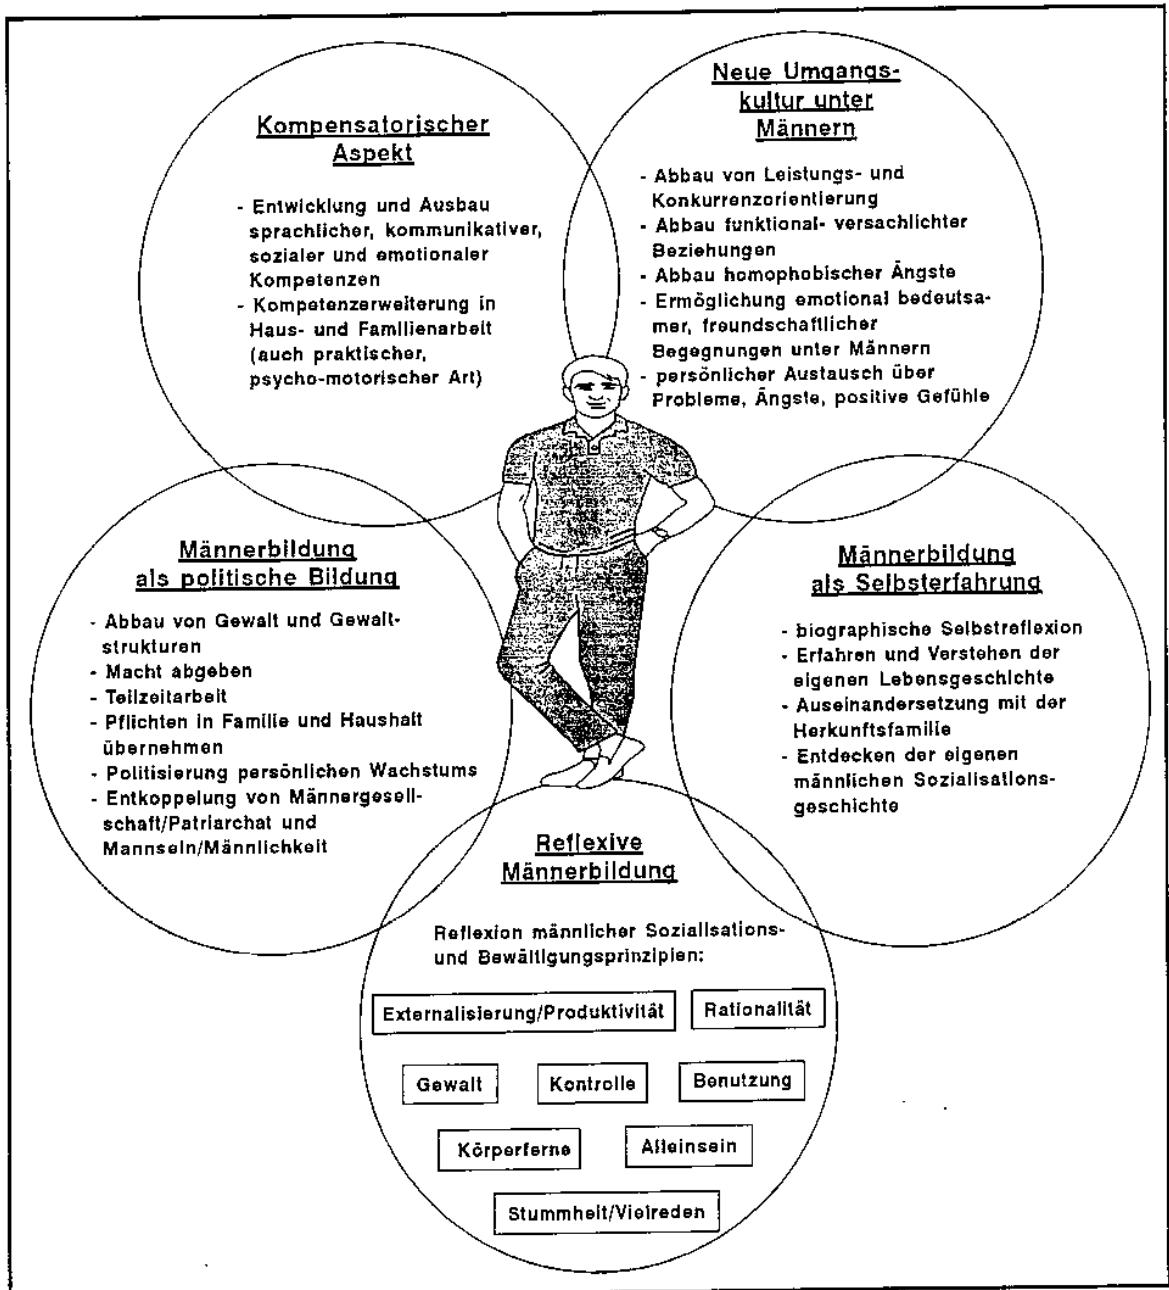 Kompensatorischer
Aspekt
- Entwicklung und Ausbau
sprachlicher, kommunikativer,
sozialer und emotionaler
Kompetenzen
- Kompetenzerweiterung in
Haus- und Familienarbeit
(auch praktischer,
psycho-motorischer Art)
Neue Umgangs-
kultur unter
Männern
- Abbau von Leistungs- und
Konkurrenzorientierung
- Abbau funktional- versachlichter
Beziehungen
- Abbau homophobischer Ängste
- Ermöglichung emotional bedeutsa-
mer, freundschaftlicher
Begegnungen unter Männern
- persönlicher Austausch über
Probleme, Ängste, positive Gefühle
Männerbildung
als politische Bildung
- Abbau von Gewalt und Gewalt-
strukturen
- Macht abgeben
- Teilzeitarbeit
- Pflichten in Familie und Haushalt
übernehmen
- Politisierung persönlichen Wachstums
- Entkoppelung von Männergesell-
schaft/Patriarchat und
Mannsein/Männlichkeit
Männerbildung
als Selbsterfahrung
- biographische Selbstreflexion
- Erfahren und Verstehen der
eigenen Lebensgeschichte
- Auseinandersetzung mit der
Herkunftsfamilie
- Entdecken der eigenen
männlichen Sozialisations-
geschichte
Reflexive
Männerbildung
Reflexion männlicher Sozialisations-
und Bewältigungsprinzipien:
Externalisierung/Produktivität
Rationalität
Gewalt
Kontrolle
Benutzung
Körperferne
Alleinsein
Stummheit/Vielreden